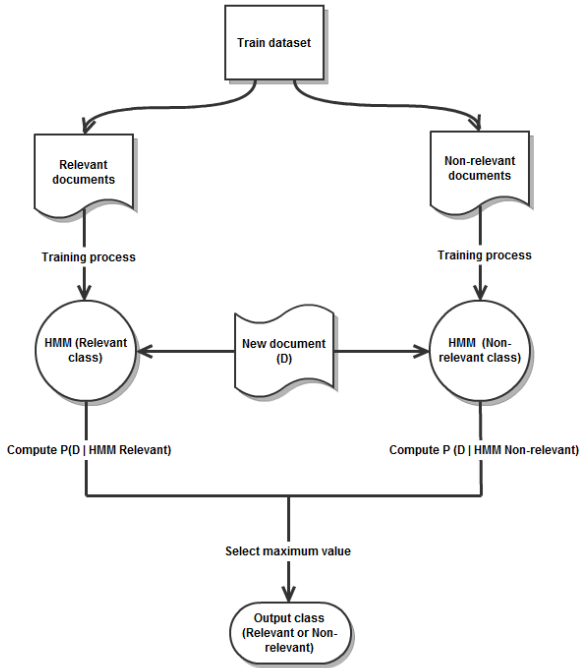 Train dataset
Relevant
documents
Non-relevant
documents
Training process
Training process
HMM (Relevant
class)
New document
(D)
HMM (Non-
relevant class)
Compute P(D | HMM Relevant)
Compute P (D | HMM Non-relevant)
Select maximum value
Output class
(Relevant or Non-
relevant)